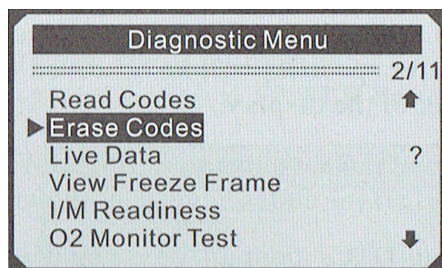 Diagnostic Menu
2/11
Read Codes
Erase Codes
Live Data
?
View Freeze Frame
I/M Readiness
O2 Monitor Test